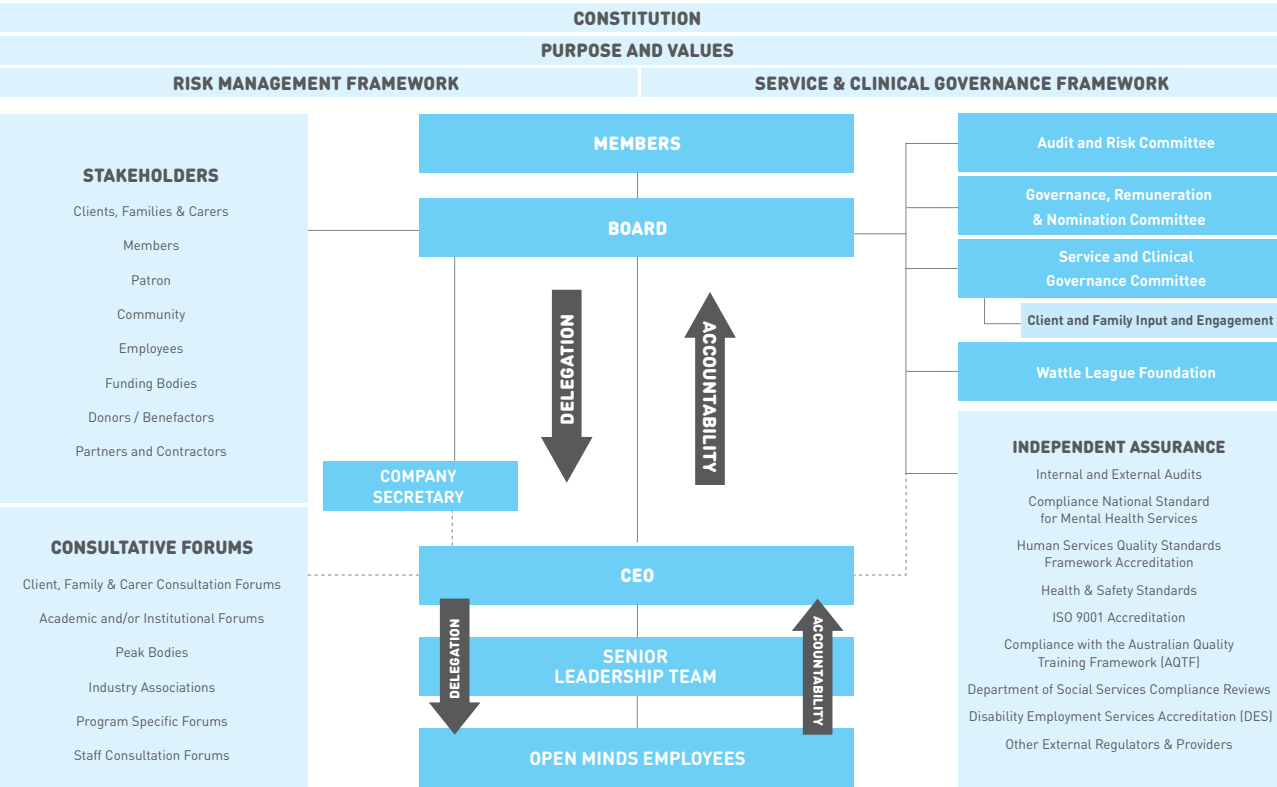 CONSTITUTION
PURPOSE AND VALUES
RISK MANAGEMENT FRAMEWORK
SERVICE & CLINICAL GOVERNANCE FRAMEWORK
STAKEHOLDERS
Clients, Families & Carers
Members
Patron
Community
Employees
Funding Bodies
Donors / Benefactors
Partners and Contractors
CONSULTATIVE FORUMS
Client, Family & Carer Consultation Forums
Academic and/or Institutional Forums
Peak Bodies
Industry Associations
Program Specific Forums
Staff Consultation Forums
MEMBERS
BOARD
DELEGATION
ACCOUNTABILITY
COMPANY
SECRETARY
CEO
DELEGATION
ACCOUNTABILITY
SENIOR
LEADERSHIP TEAM
OPEN MINDS EMPLOYEES
Audit and Risk Committee
Governance, Remuneration
& Nomination Committee
Service and Clinical
Governance Committee
Client and Family Input and Engagement
Wattle League Foundation
INDEPENDENT ASSURANCE
Internal and External Audits
Compliance National Standard
for Mental Health Services
Human Services Quality Standards
Framework Accreditation
Health & Safety Standards
ISO 9001 Accreditation
Compliance with the Australian Quality
Training Framework (AQTF)
Department of Social Services Compliance Reviews
Disability Employment Services Accreditation (DES)
Other External Regulators & Providers